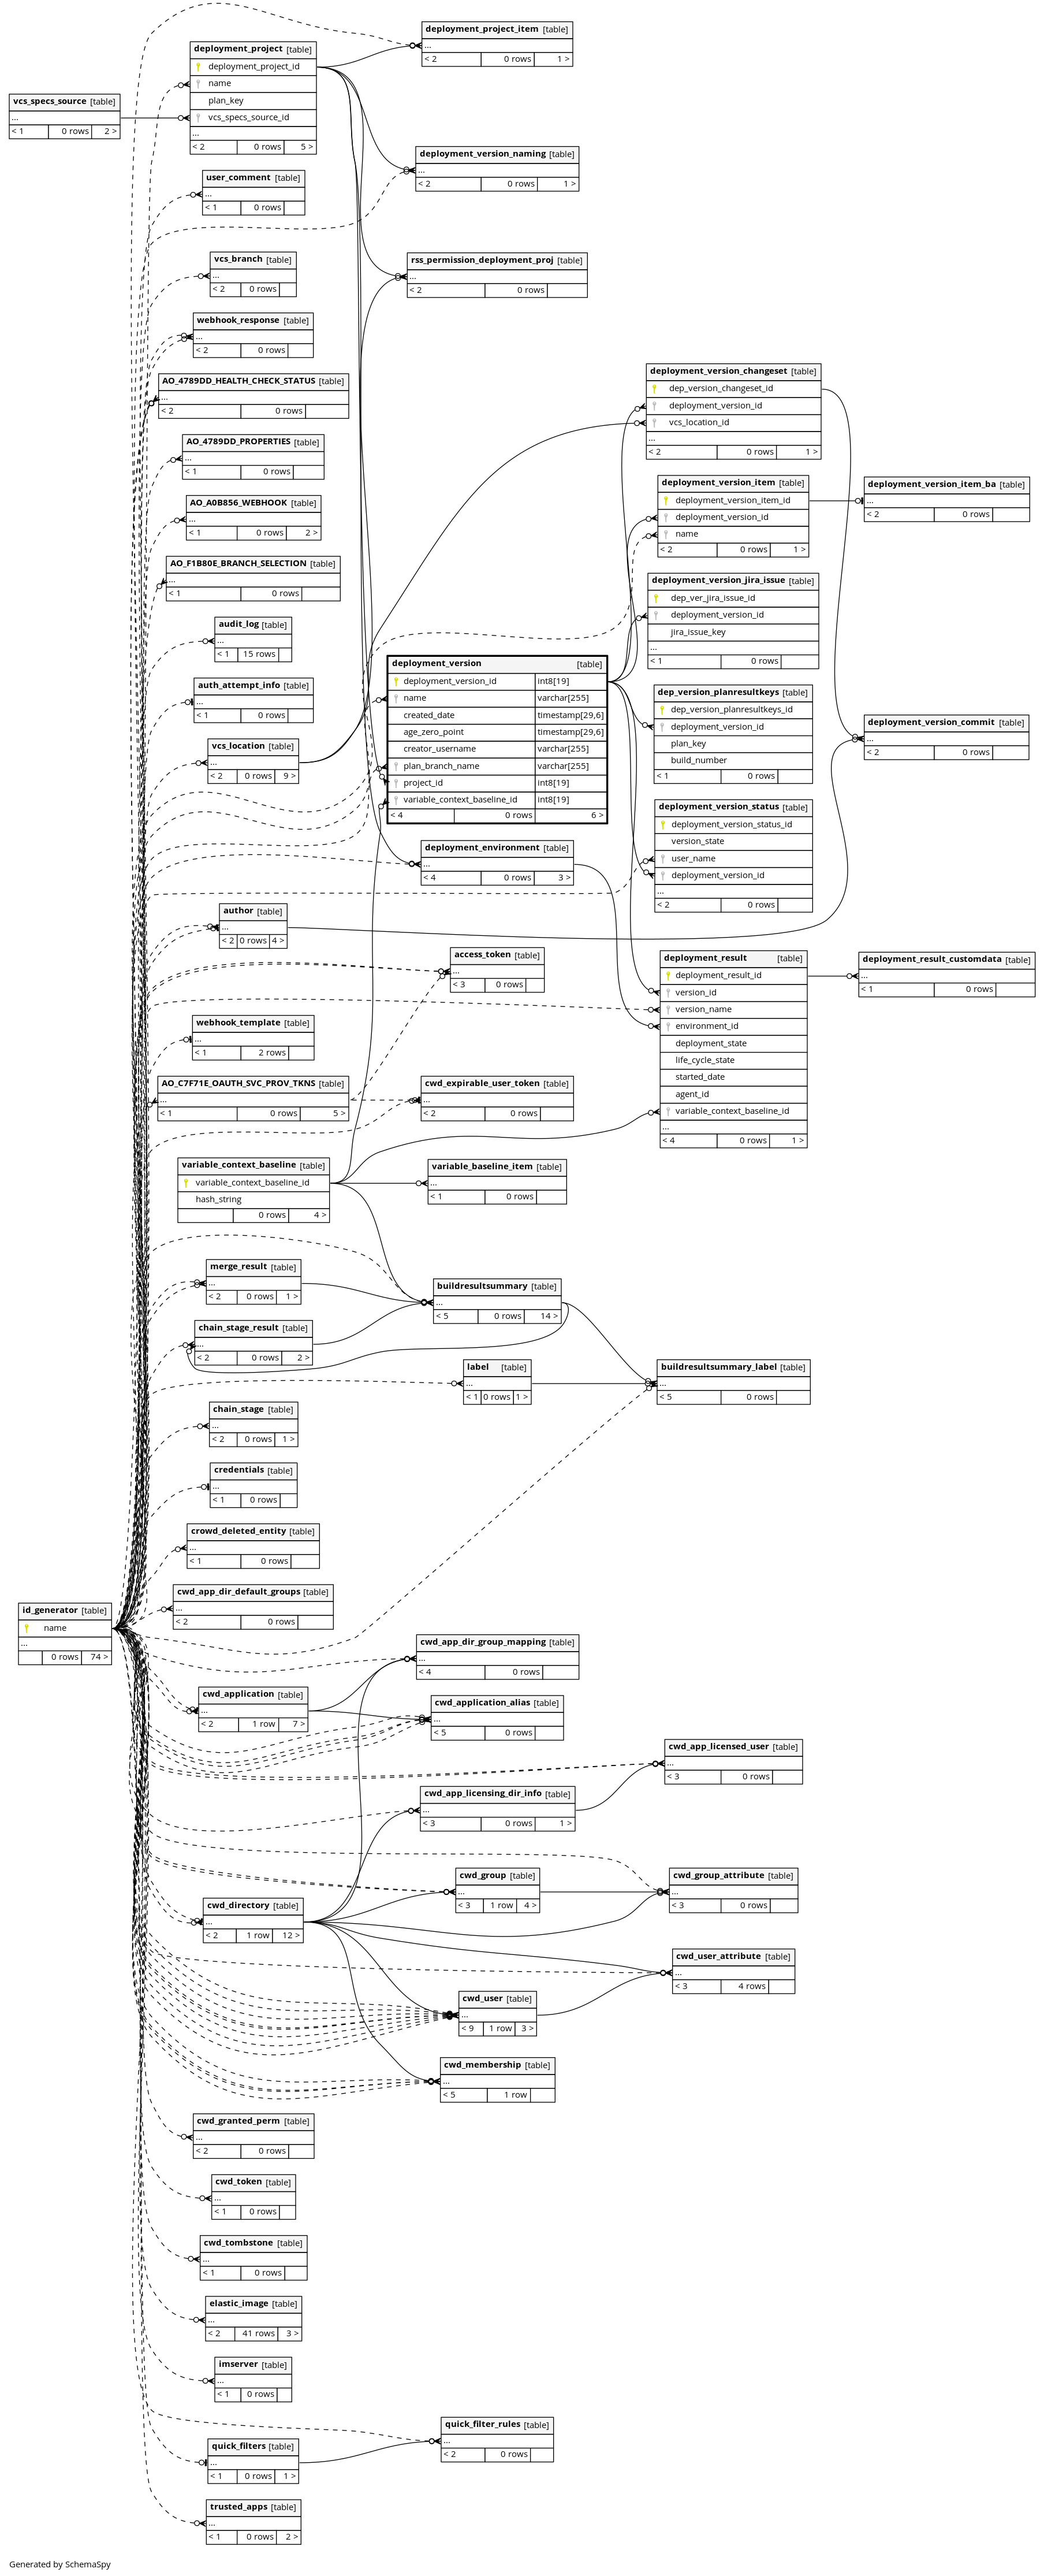 deployment_project_item [table]
...
< 2 0 rows 1 >
deployment_project [table]
deployment_project_id
name
plan_key
vcs_specs_source_id
...
< 2 0 rows 5 >
vcs_specs_source [table]
...
< 1 0 rows 2 >
deployment_version_naming [table]
...
< 2 0 rows 1 >
user_comment [table]
...
< 1 0 rows
vcs_branch [table]
...
< 2 0 rows
rss_permission_deployment_proj [table]
...
< 2 0 rows
webhook_response [table]
...
< 2 0 rows
AO_4789DD_HEALTH_CHECK_STATUS [table]
...
< 2 0 rows
deployment_version_changeset [table]
dep_version_changeset_id
deployment_version_id
vcs_location_id
...
< 2 0 rows 1 >
AO_4789DD_PROPERTIES [table]
...
< 1 0 rows
deployment_version_item [table]
deployment_version_item_id
deployment_version_id
name
< 2 0 rows 1 >
deployment_version_item_ba [table]
...
< 2 0 rows
AO_A0B856_WEBHOOK [table]
...
< 1 0 rows 2 >
AO_F1B80E_BRANCH_SELECTION [table]
...
< 1 0 rows
deployment_version_jira_issue [table]
dep_ver_jira_issue_id
deployment_version_id
jira_issue_key
...
< 1 0 rows
audit_log [table]
...
< 1 15 rows
deployment_version [table]
deployment_version_id int8[19]
name varchar[255]
created_date timestamp[29,6]
age_zero_point timestamp[29,6]
creator_username varchar[255]
plan_branch_name varchar[255]
project_id int8[19]
variable_context_baseline_id int8[19]
< 4 0 rows 6 >
auth_attempt_info [table]
...
< 1 0 rows
dep_version_planresultkeys [table]
dep_version_planresultkeys_id
deployment_version_id
plan_key
build_number
< 1 0 rows
deployment_version_commit [table]
...
< 2 0 rows
vcs_location [table]
...
< 2 0 rows 9 >
deployment_version_status [table]
deployment_version_status_id
version_state
user_name
deployment_version_id
...
< 2 0 rows
deployment_environment [table]
...
< 4 0 rows 3 >
author [table]
...
< 2 0 rows 4 >
access_token [table]
...
< 3 0 rows
deployment_result [table]
deployment_result_id
version_id
version_name
environment_id
deployment_state
life_cycle_state
started_date
agent_id
variable_context_baseline_id
...
< 4 0 rows 1 >
deployment_result_customdata [table]
...
< 1 0 rows
webhook_template [table]
...
< 1 2 rows
AO_C7F71E_OAUTH_SVC_PROV_TKNS [table]
...
< 1 0 rows 5 >
cwd_expirable_user_token [table]
...
< 2 0 rows
variable_context_baseline [table]
variable_context_baseline_id
hash_string
0 rows 4 >
variable_baseline_item [table]
...
< 1 0 rows
merge_result [table]
...
< 2 0 rows 1 >
buildresultsummary [table]
...
< 5 0 rows 14 >
chain_stage_result [table]
...
< 2 0 rows 2 >
label [table]
...
< 1 0 rows 1 >
buildresultsummary_label [table]
...
< 5 0 rows
chain_stage [table]
...
< 2 0 rows 1 >
credentials [table]
...
< 1 0 rows
crowd_deleted_entity [table]
...
< 1 0 rows
cwd_app_dir_default_groups [table]
...
< 2 0 rows
id_generator [table]
name
...
0 rows 74 >
cwd_app_dir_group_mapping [table]
...
< 4 0 rows
cwd_application [table]
...
< 2 1 row 7 >
cwd_application_alias [table]
...
< 5 0 rows
cwd_app_licensed_user [table]
...
< 3 0 rows
cwd_app_licensing_dir_info [table]
...
< 3 0 rows 1 >
cwd_group [table]
...
< 3 1 row 4 >
cwd_group_attribute [table]
...
< 3 0 rows
cwd_directory [table]
...
< 2 1 row 12 >
cwd_user_attribute [table]
...
< 3 4 rows
cwd_user [table]
...
< 9 1 row 3 >
cwd_membership [table]
...
< 5 1 row
cwd_granted_perm [table]
...
< 2 0 rows
cwd_token [table]
...
< 1 0 rows
cwd_tombstone [table]
...
< 1 0 rows
elastic_image [table]
...
< 2 41 rows 3 >
imserver [table]
...
< 1 0 rows
quick_filter_rules [table]
...
< 2 0 rows
quick_filters [table]
...
< 1 0 rows 1 >
trusted_apps [table]
...
< 1 0 rows 2 >
Generated by SchemaSpy